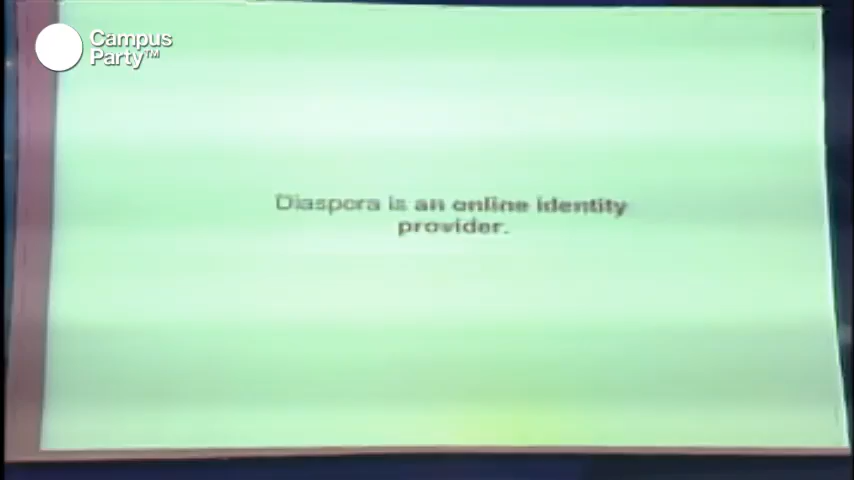 Campus
Party™
Diaspora is an online identity
provider.